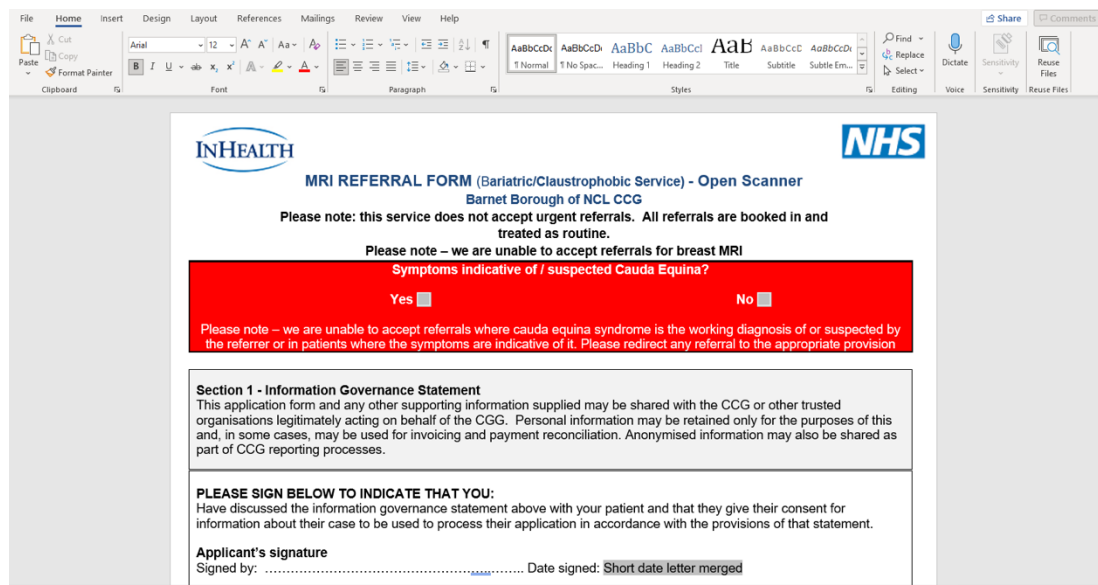 File Home Insert Design Layout References Mailings Review View Help Share Comments
Cut
Copy
Format Painter
Paste
Clipboard
Arial 12
Font
Paragraph
AaBbCcDc AaBbCcDc AaBbC AaBbCcl AaB AaBbCcC AaBbCcDc
¶ Normal ¶ No Spac... Heading 1 Heading 2 Title Subtitle Subtle Em...
Styles
Find
Replace
Select
Editing
Dictate
Voice
Sensitivity
Sensitivity
Reuse Files
Reuse Files
INHEALTH
NHS
MRI REFERRAL FORM (Bariatric/Claustrophobic Service) - Open Scanner
Barnet Borough of NCL CCG
Please note: this service does not accept urgent referrals. All referrals are booked in and
treated as routine.
Please note – we are unable to accept referrals for breast MRI
Symptoms indicative of / suspected Cauda Equina?
Yes No
Please note – we are unable to accept referrals where cauda equina syndrome is the working diagnosis of or suspected by
the referrer or in patients where the symptoms are indicative of it. Please redirect any referral to the appropriate provision
Section 1 - Information Governance Statement
This application form and any other supporting information supplied may be shared with the CCG or other trusted
organisations legitimately acting on behalf of the CGG. Personal information may be retained only for the purposes of this
and, in some cases, may be used for invoicing and payment reconciliation. Anonymised information may also be shared as
part of CCG reporting processes.
PLEASE SIGN BELOW TO INDICATE THAT YOU:
Have discussed the information governance statement above with your patient and that they give their consent for
information about their case to be used to process their application in accordance with the provisions of that statement.
Applicant's signature
Signed by: ……………………………………………….…….. Date signed: Short date letter merged